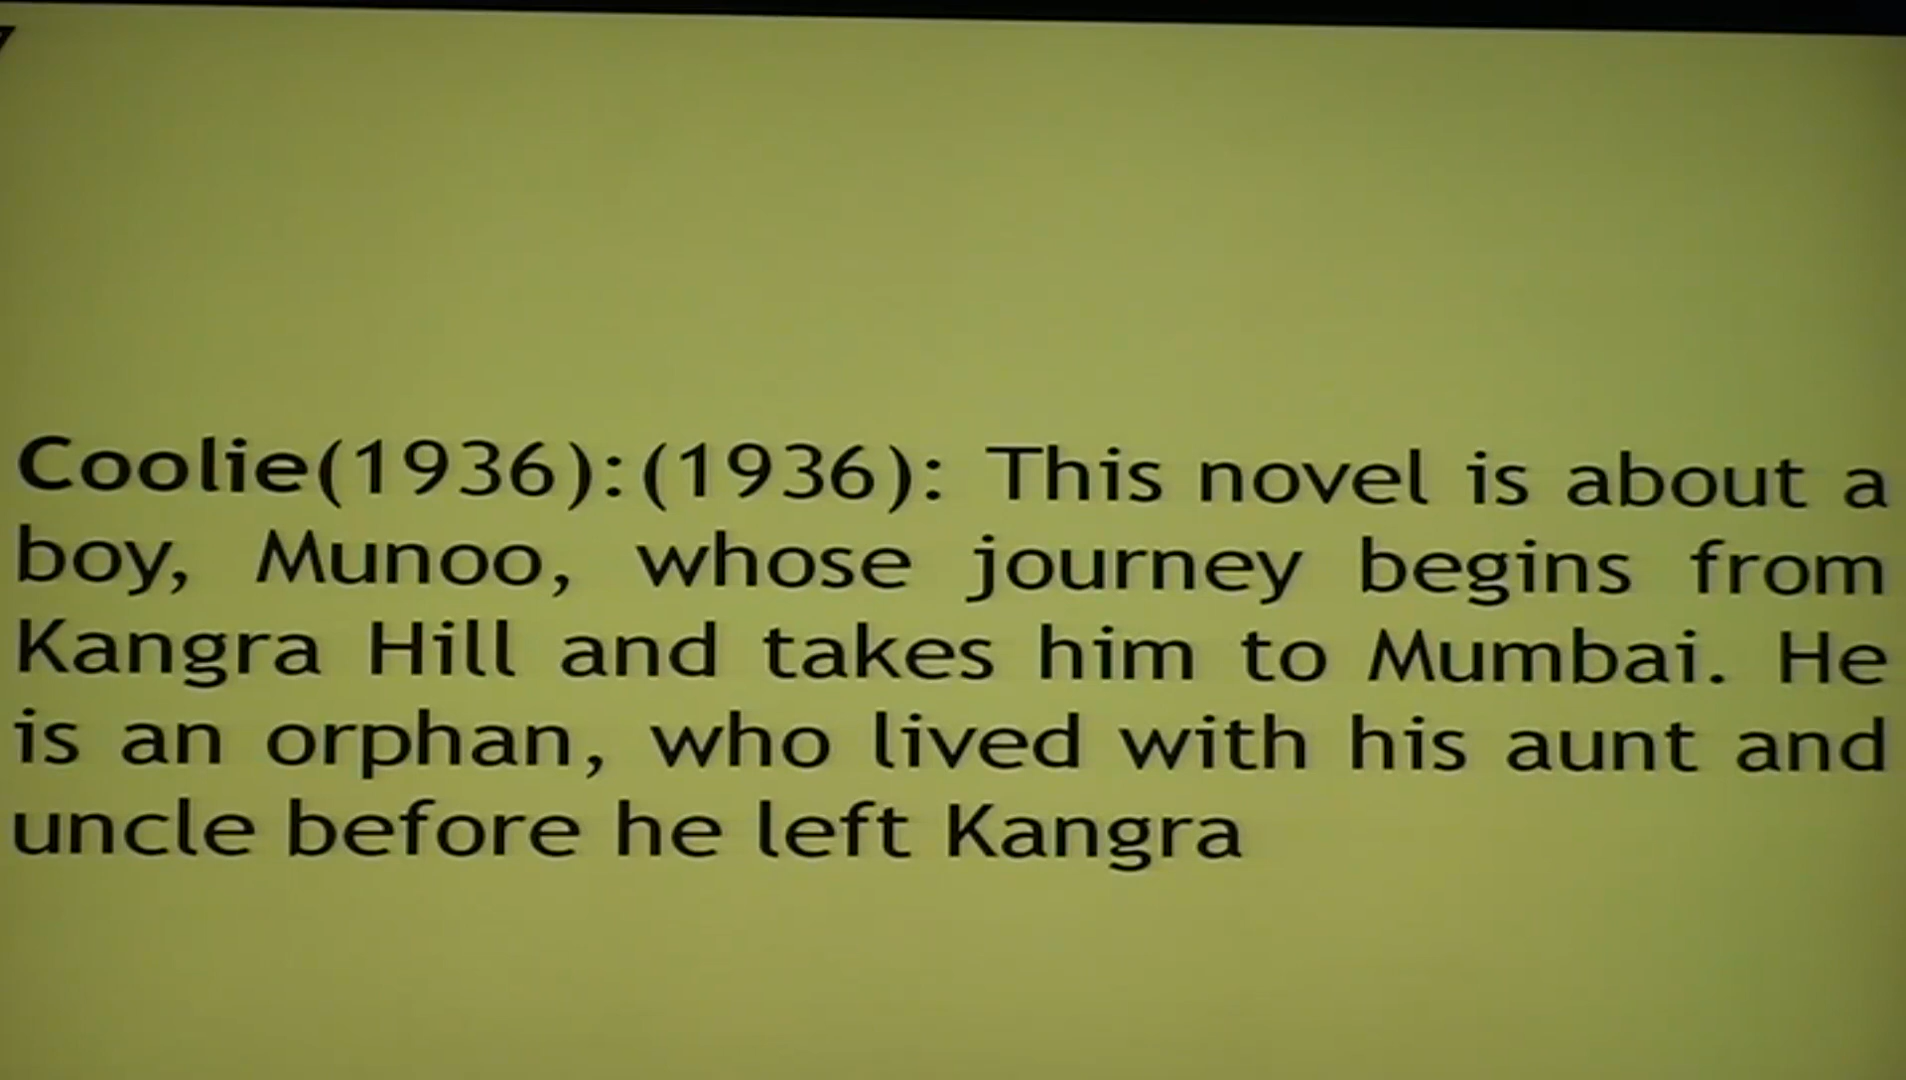 Coolie(1936):(1936): This novel is about a
boy, Munoo, whose journey begins from
Kangra Hill and takes him to Mumbai. He
is an orphan, who lived with his aunt and
uncle before he left Kangra